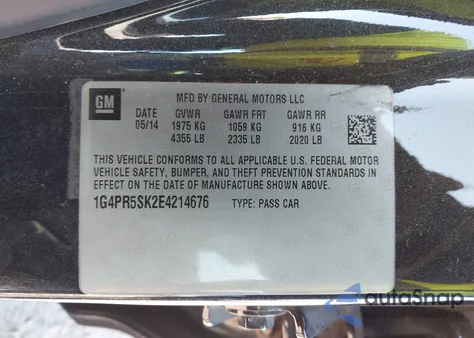 GM
MFD BY GENERAL MOTORS LLC
DATE GVWR GAWR FRT GAWR RR
05/14 1975 KG 1059 KG 916 KG
4355 LB 2335 LB 2020 LB
THIS VEHICLE CONFORMS TO ALL APPLICABLE U.S. FEDERAL MOTOR
VEHICLE SAFETY, BUMPER, AND THEFT PREVENTION STANDARDS IN
EFFECT ON THE DATE OF MANUFACTURE SHOWN ABOVE.
1G4PR5SK2E4214676 TYPE: PASS CAR
autoSnap